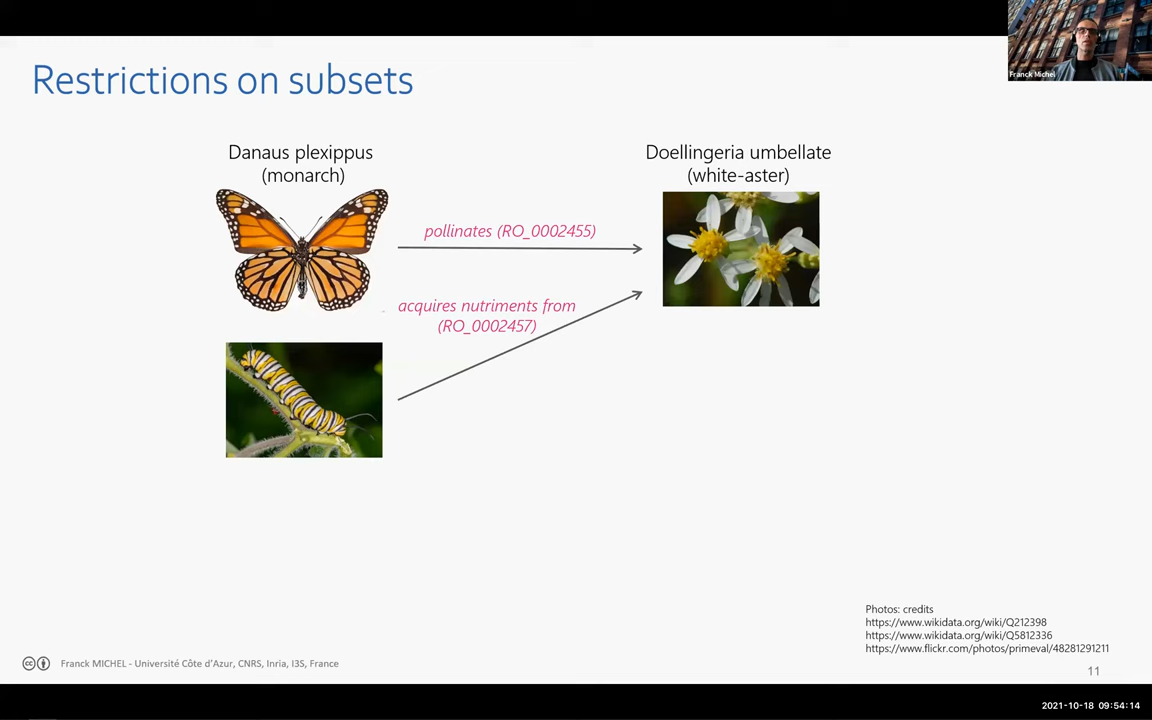 Franck Michel
Restrictions on subsets
Danaus plexippus
(monarch)
Doellingeria umbellate
(white-aster)
pollinates (RO_0002455)
acquires nutriments from
(RO_0002457)
Photos: credits
https://www.wikidata.org/wiki/Q212398
https://www.wikidata.org/wiki/Q5812336
https://www.flickr.com/photos/primeval/48281291211
Franck MICHEL - Université Côte d'Azur, CNRS, Inria, I3S, France
11
2021-10-18 09:54:14